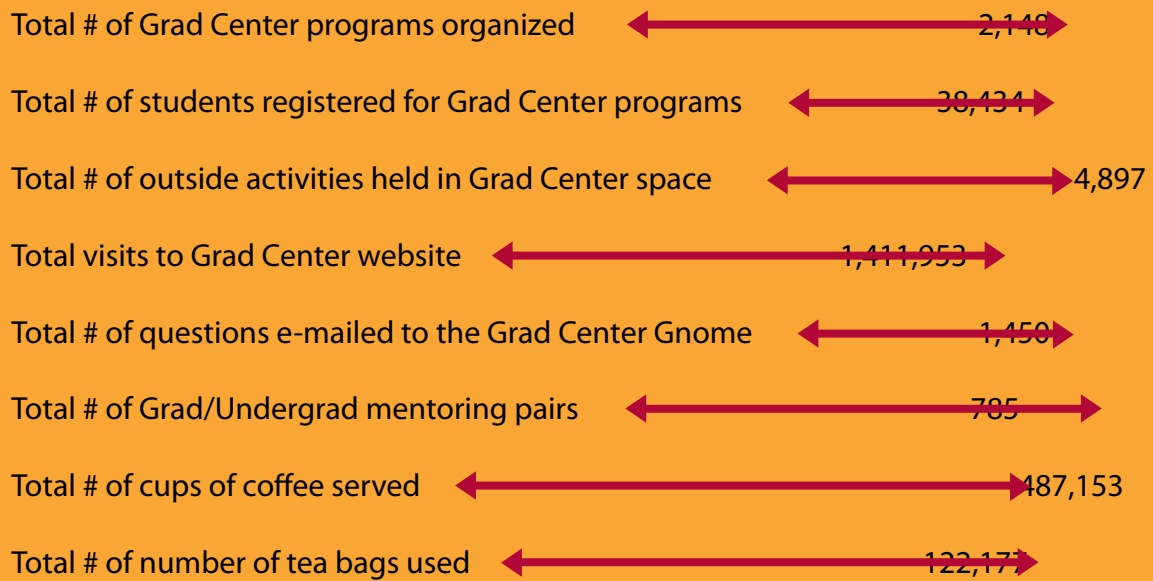 Total # of Grad Center programs organized 2,148
Total # of students registered for Grad Center programs 38,434
Total # of outside activities held in Grad Center space 4,897
Total visits to Grad Center website 1,411,953
Total # of questions e-mailed to the Grad Center Gnome 1,450
Total # of Grad/Undergrad mentoring pairs 785
Total # of cups of coffee served 487,153
Total # of number of tea bags used 122,177